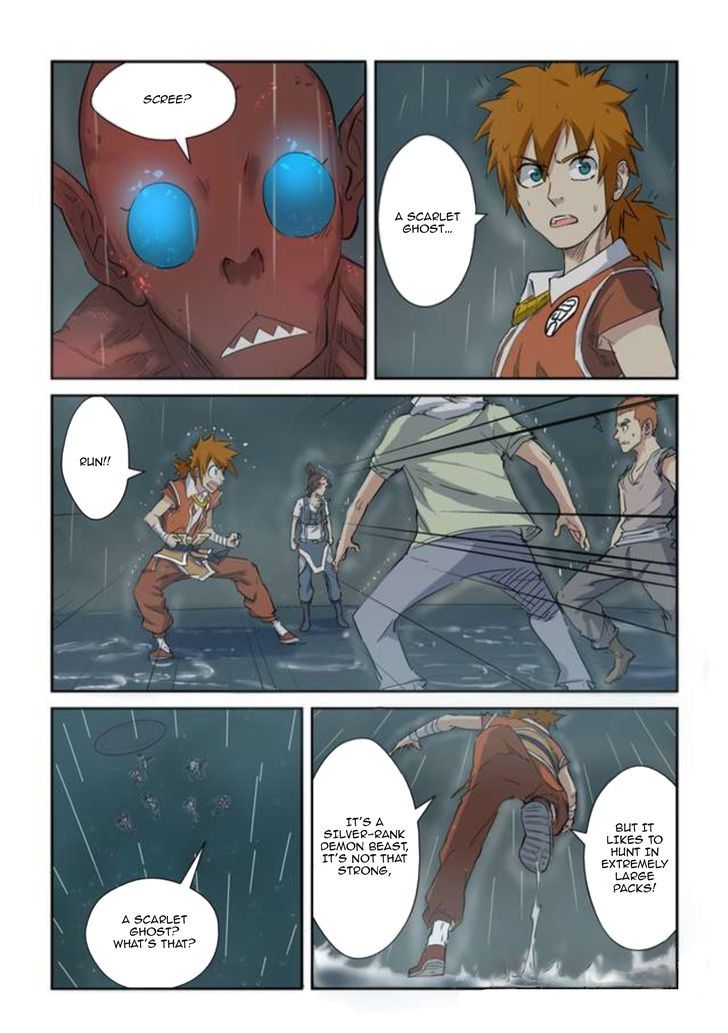 SCREE?
A SCARLET
GHOST...
RUN!!
A SCARLET
GHOST?
WHAT'S THAT?
IT'S A
SILVER-RANK
DEMON BEAST,
IT'S NOT THAT
STRONG,
BUT IT
LIKES TO
HUNT IN
EXTREMELY
LARGE
PACKS!